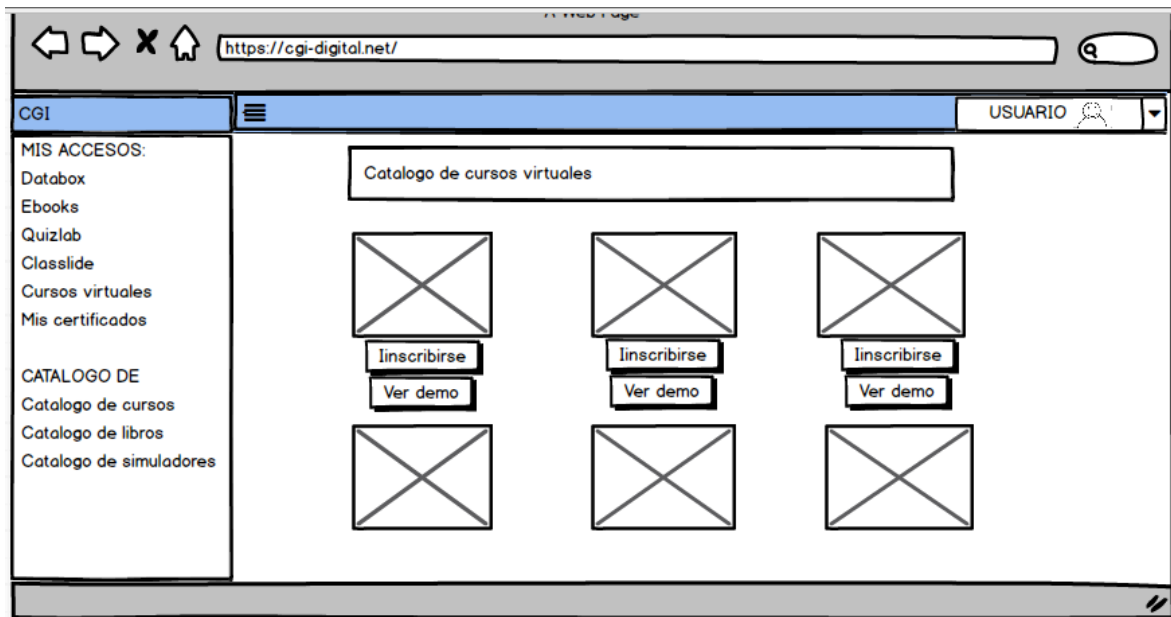 A Web Page
https://cgi-digital.net/
CGI
USUARIO
MIS ACCESOS:
Databox
Ebooks
Quizlab
Classlide
Cursos virtuales
Mis certificados
CATALOGO DE
Catalogo de cursos
Catalogo de libros
Catalogo de simuladores
Catalogo de cursos virtuales
Iinscribirse
Iinscribirse
Iinscribirse
Ver demo
Ver demo
Ver demo